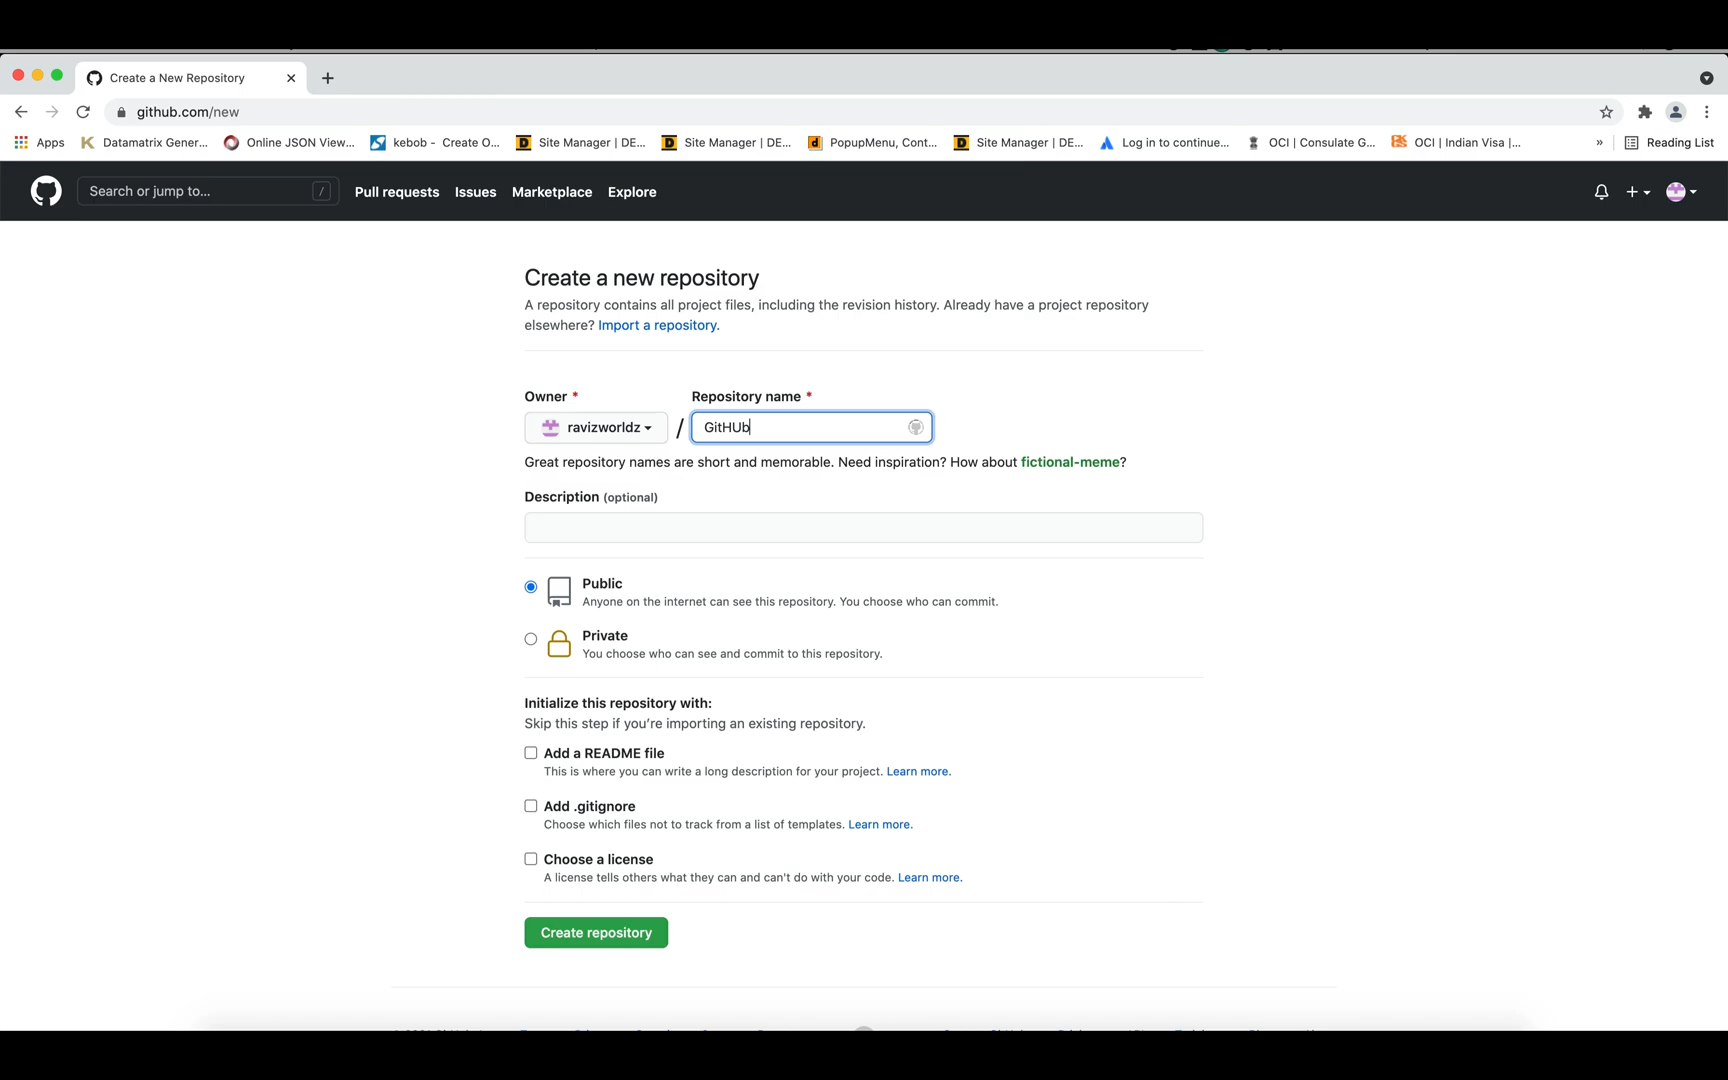 Create a New Repository
github.com/new
Apps
Datamatrix Gener...
Online JSON View...
kebob - Create O...
Site Manager | DE...
Site Manager | DE...
PopupMenu, Cont...
Site Manager | DE...
Log in to continue...
OCI | Consulate G...
OCI | Indian Visa |...
»
Reading List
Search or jump to...
/
Pull requests
Issues
Marketplace
Explore
Create a new repository
A repository contains all project files, including the revision history. Already have a project repository
elsewhere? Import a repository.
Owner *
Repository name *
ravizworldz
/
GitHUb
Great repository names are short and memorable. Need inspiration? How about fictional-meme?
Description (optional)
Public
Anyone on the internet can see this repository. You choose who can commit.
Private
You choose who can see and commit to this repository.
Initialize this repository with:
Skip this step if you're importing an existing repository.
Add a README file
This is where you can write a long description for your project. Learn more.
Add .gitignore
Choose which files not to track from a list of templates. Learn more.
Choose a license
A license tells others what they can and can't do with your code. Learn more.
Create repository